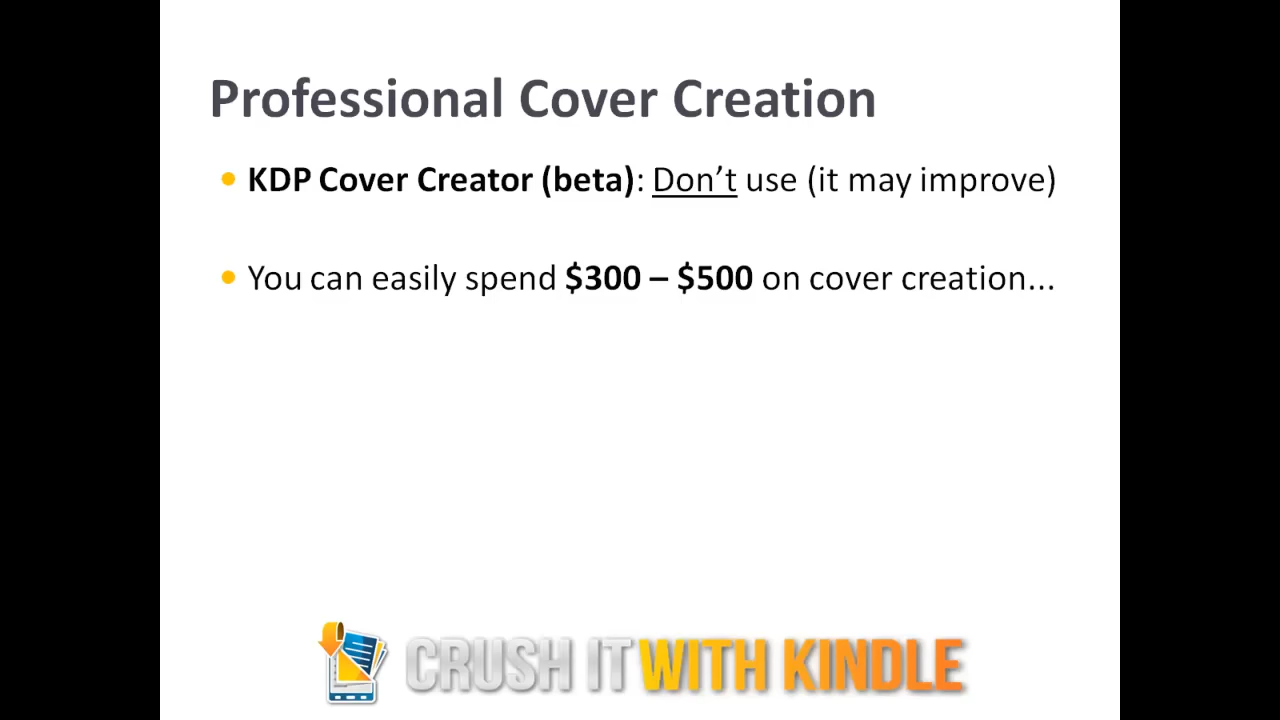 Professional Cover Creation
• KDP Cover Creator (beta): Don’t use (it may improve)
• You can easily spend $300 – $500 on cover creation...
CRUSH IT WITH KINDLE